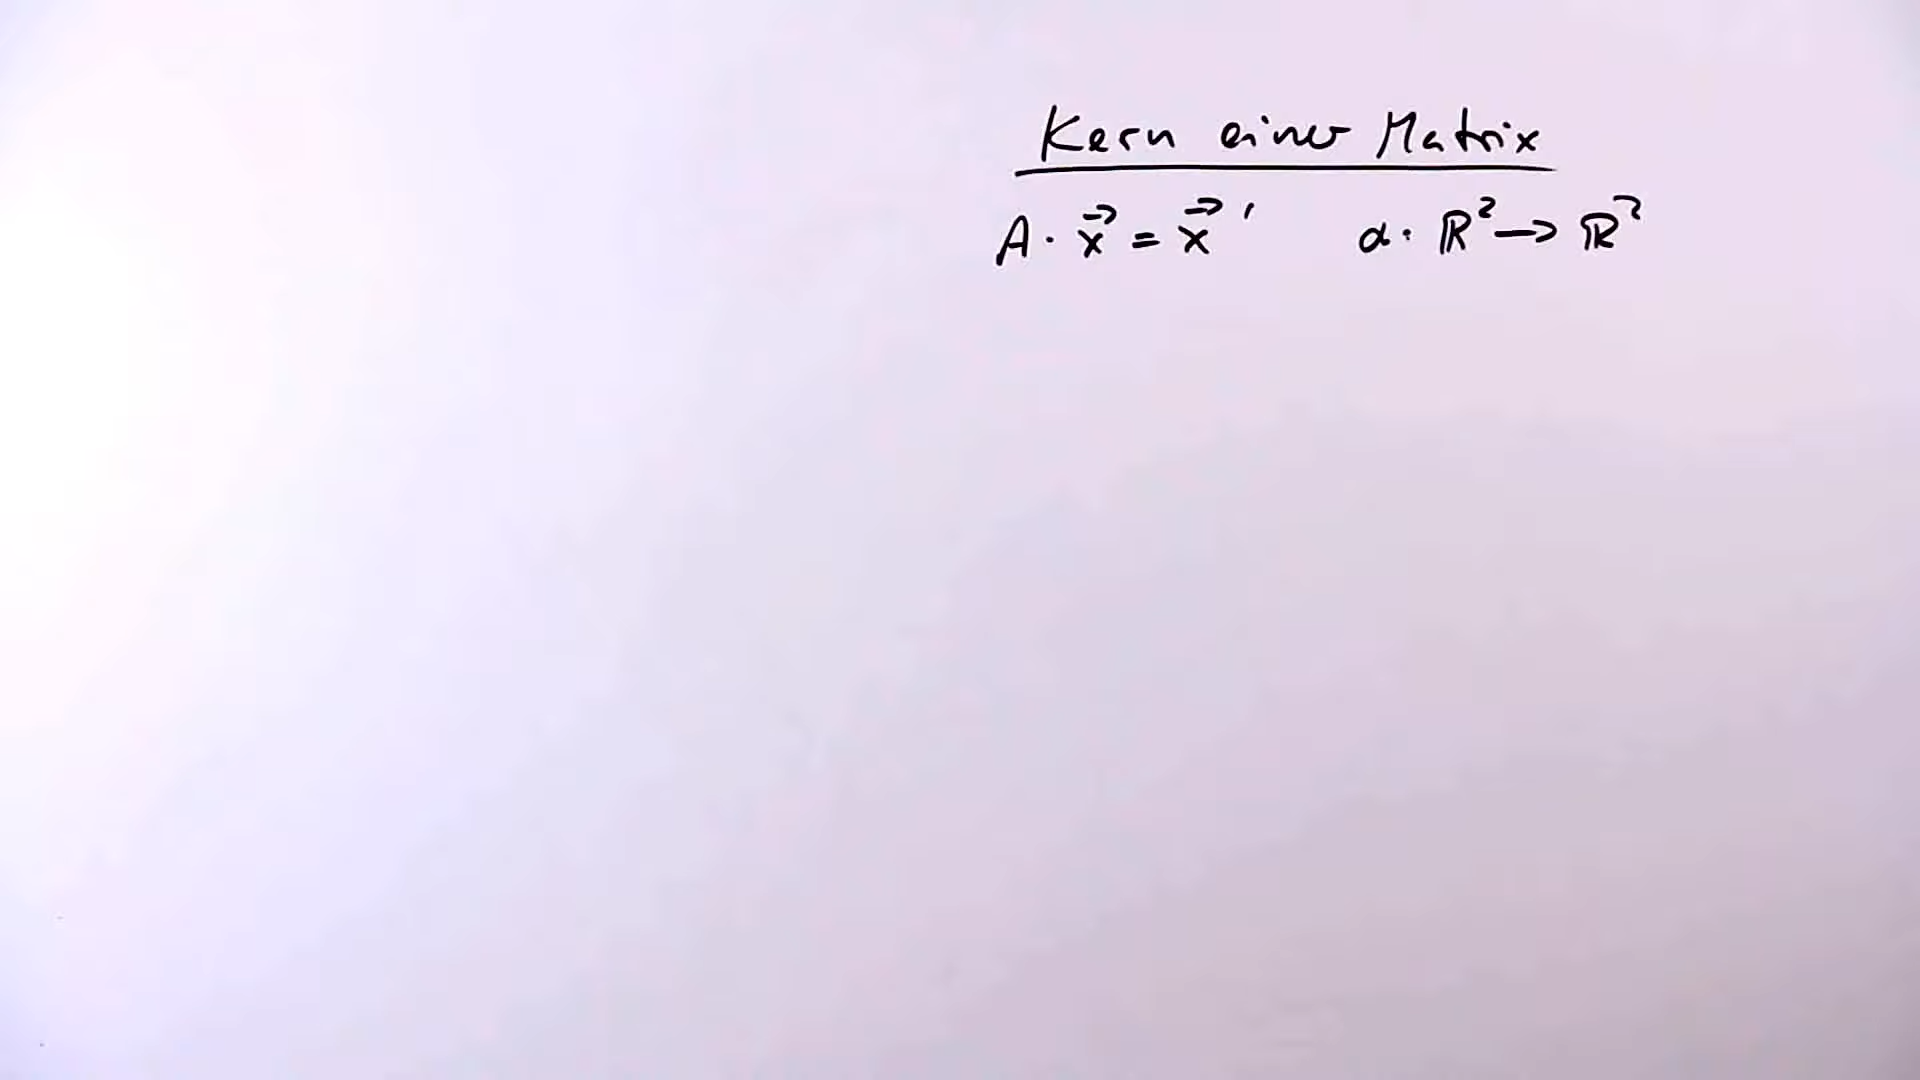 Kern einer Matrix
A · x⃗ = x⃗ ' α: ℝ² → ℝ²